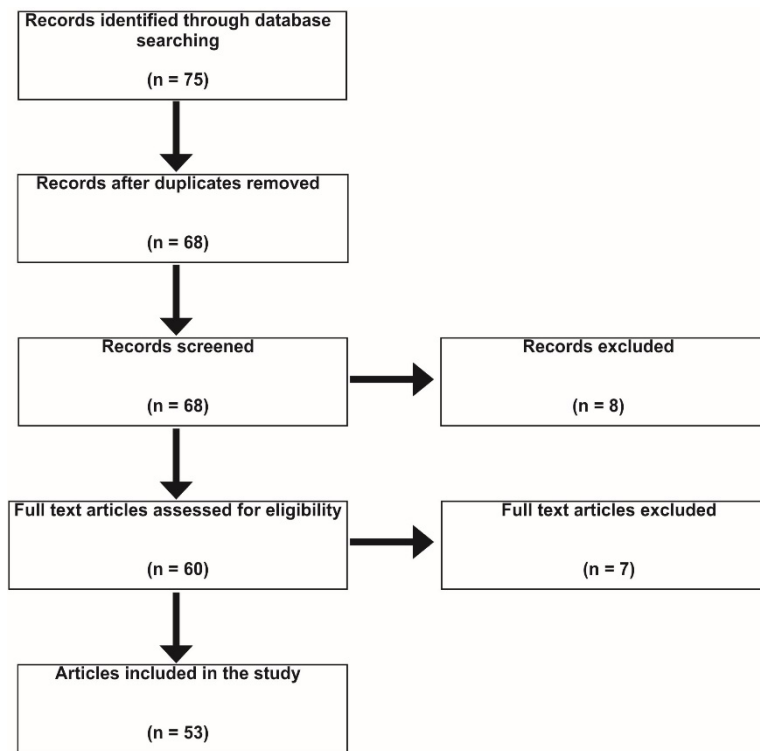 Records identified through database
searching
(n = 75)
Records after duplicates removed
(n = 68)
Records screened
(n = 68)
Records excluded
(n = 8)
Full text articles assessed for eligibility
(n = 60)
Full text articles excluded
(n = 7)
Articles included in the study
(n = 53)